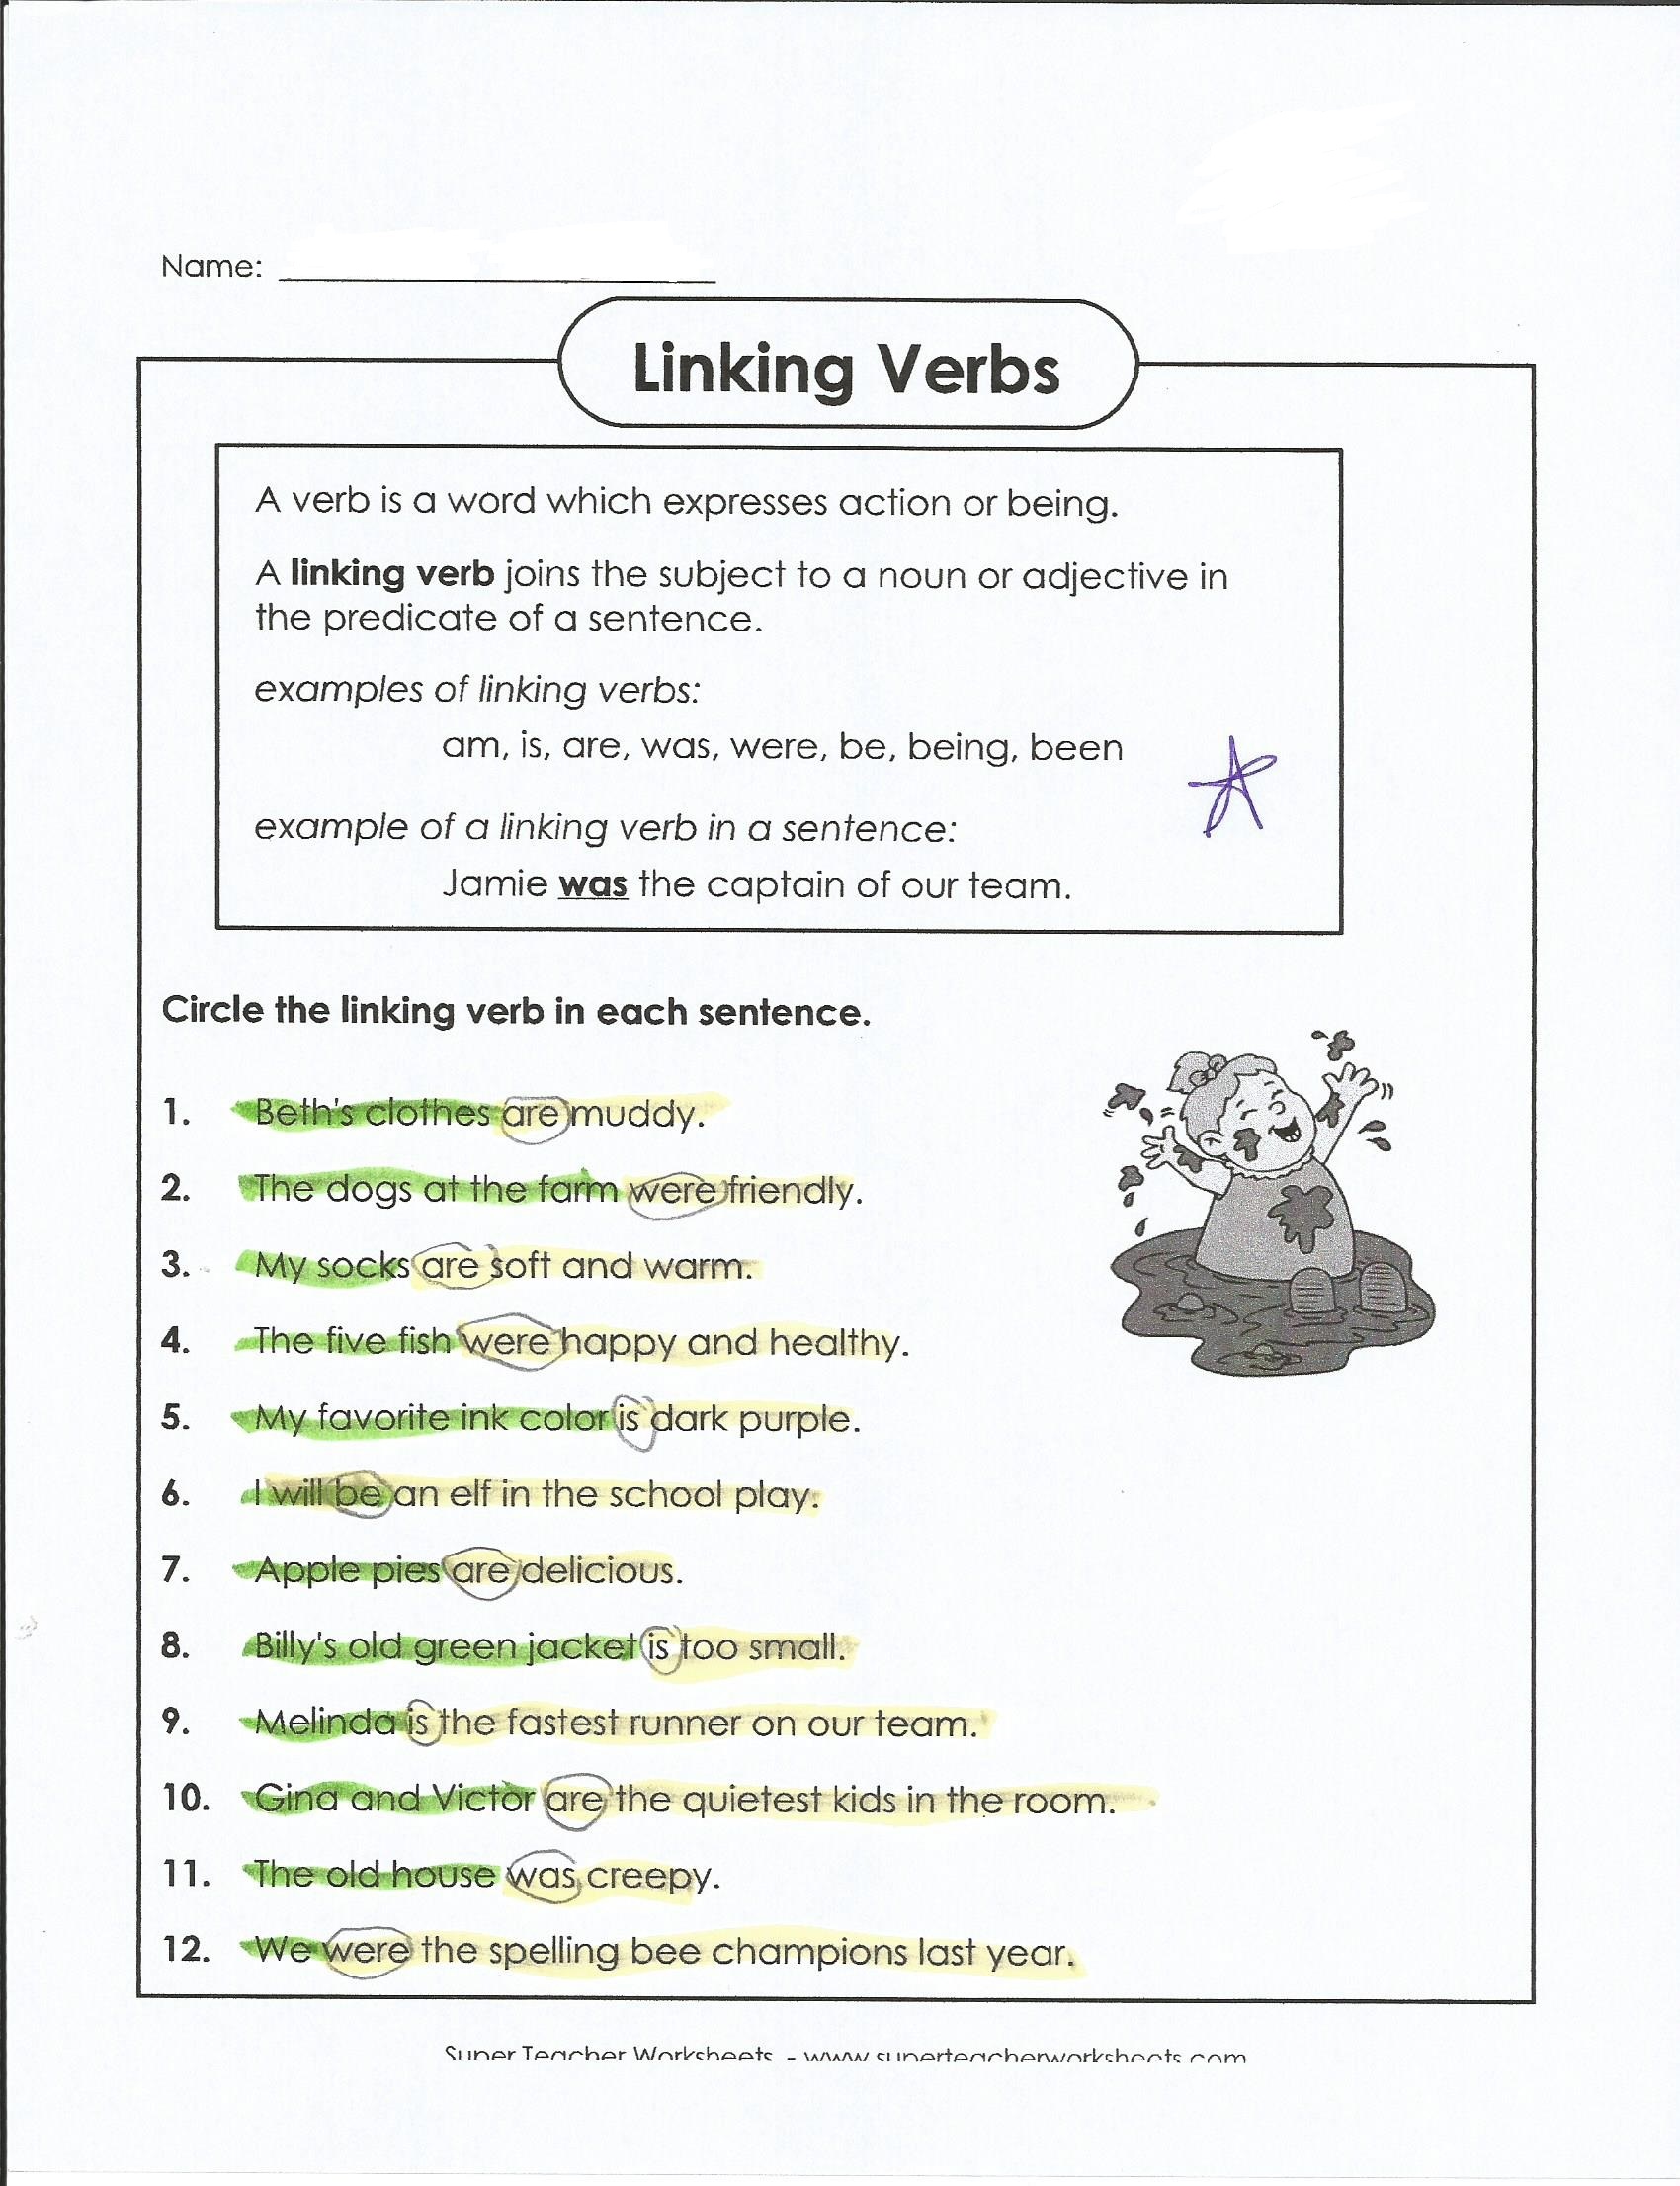 Name:
Linking Verbs
A verb is a word which expresses action or being.
A linking verb joins the subject to a noun or adjective in
the predicate of a sentence.
examples of linking verbs:
am, is, are, was, were, be, being, been
example of a linking verb in a sentence:
Jamie was the captain of our team.
Circle the linking verb in each sentence.
1. Beth's clothes are muddy.
2. The dogs at the farm were friendly.
3. My socks are soft and warm.
4. The five fish were happy and healthy.
5. My favorite ink color is dark purple.
6. I will be an elf in the school play.
7. Apple pies are delicious.
8. Billy's old green jacket is too small.
9. Melinda is the fastest runner on our team.
10. Gina and Victor are the quietest kids in the room.
11. The old house was creepy.
12. We were the spelling bee champions last year.
Super Teacher Worksheets - www.superteacherworksheets.com